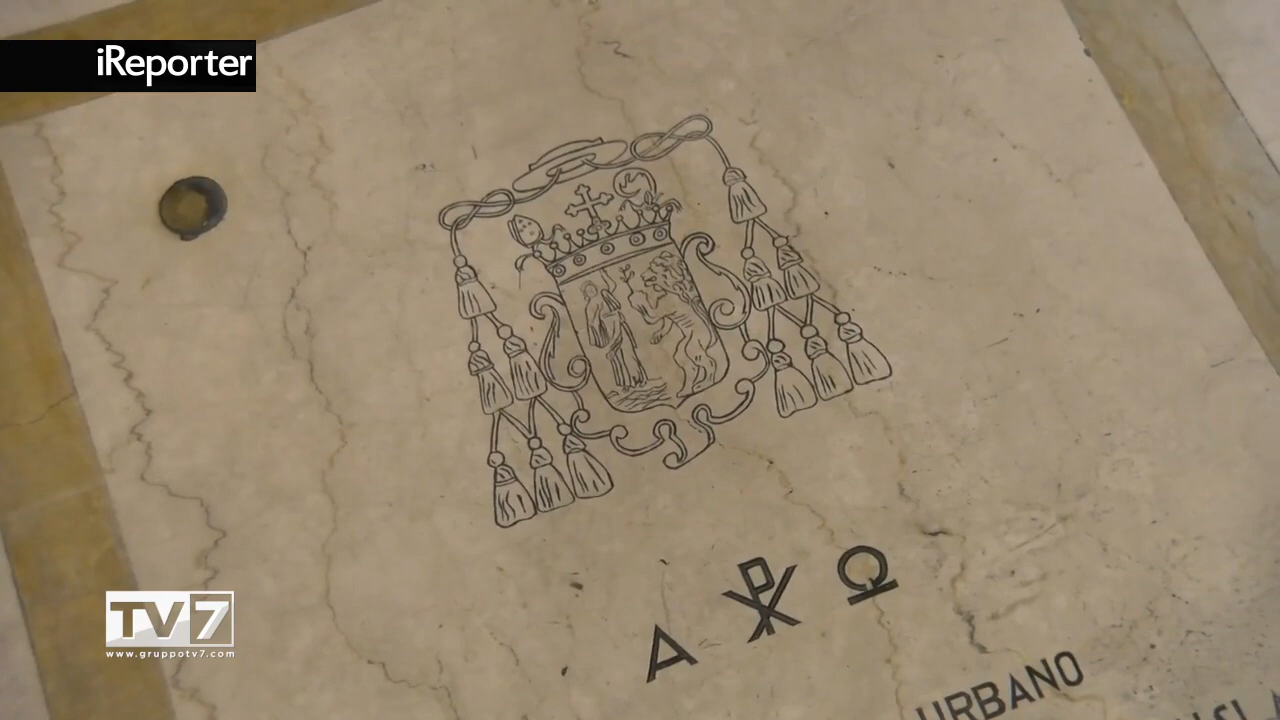 iReporter
A ☧ Ω
URBANO
TV7
www.gruppotv7.com